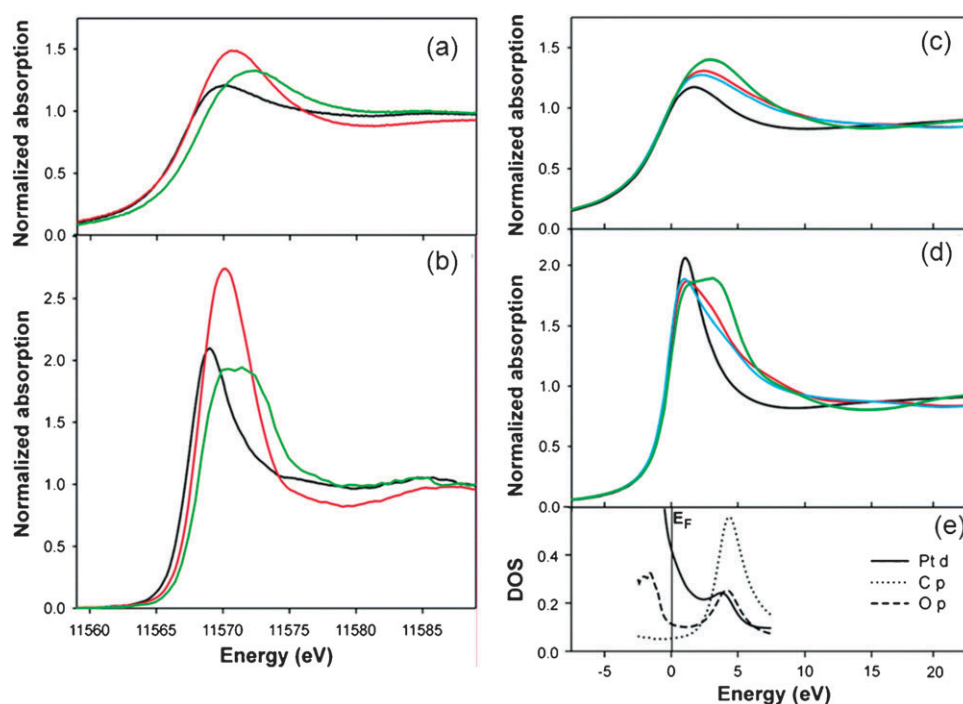 (a)
Normalized absorption
1.5
1.0
0.5
0.0
(b)
Normalized absorption
2.5
2.0
1.5
1.0
0.5
0.0
11560 11565 11570 11575 11580 11585
Energy (eV)
(c)
Normalized absorption
1.5
1.0
0.5
0.0
(d)
Normalized absorption
2.0
1.5
1.0
0.5
0.0
(e)
DOS
0.4
0.2
0.0
EF
Pt d
C p
O p
-5 0 5 10 15 20
Energy (eV)